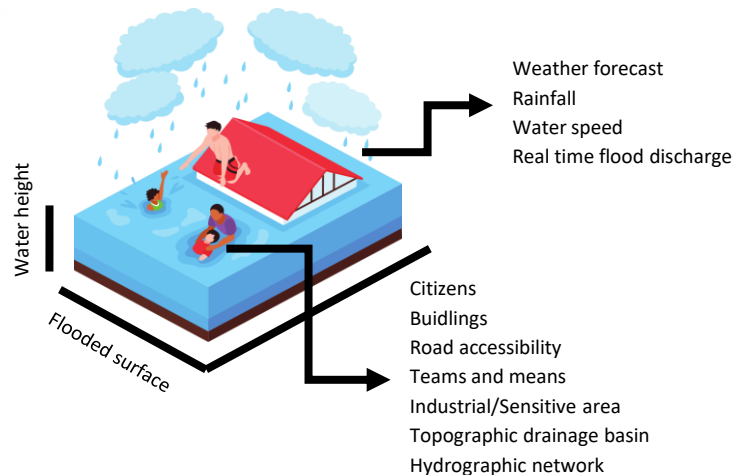 Weather forecast
Rainfall
Water speed
Real time flood discharge
Water height
Flooded surface
Citizens
Buidlings
Road accessibility
Teams and means
Industrial/Sensitive area
Topographic drainage basin
Hydrographic network